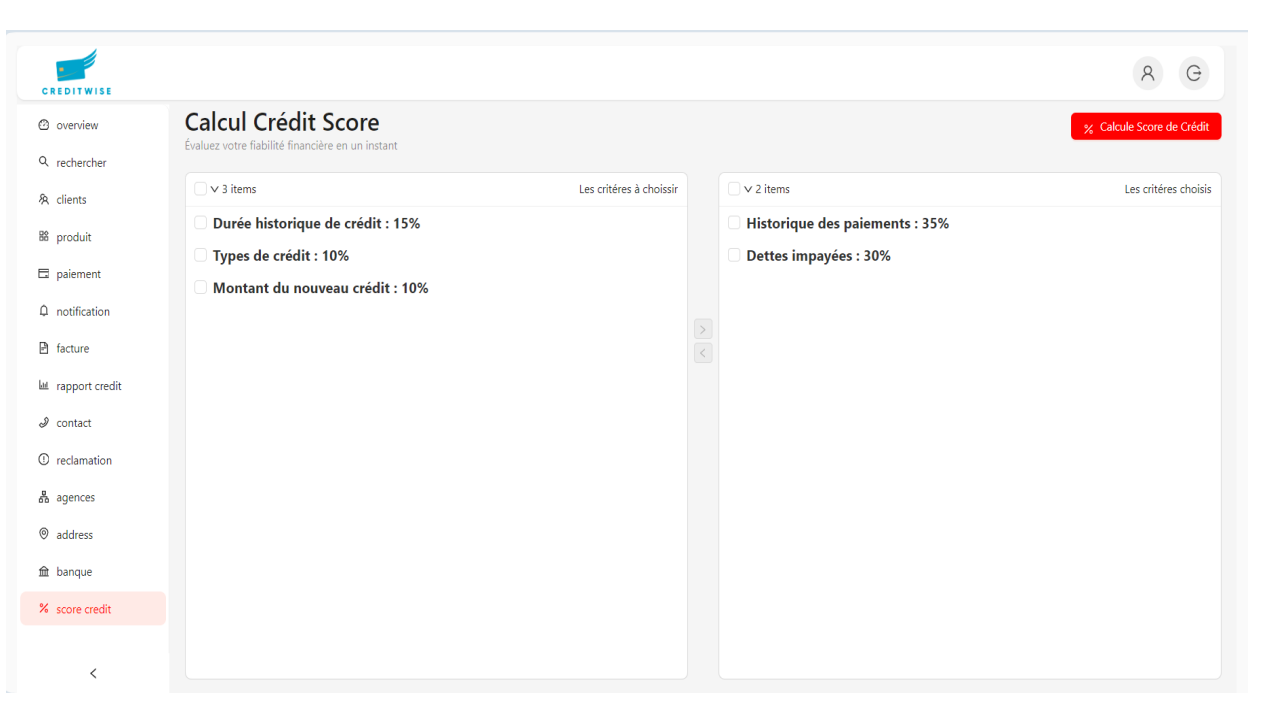 CREDITWISE
overview
rechercher
clients
produit
paiement
notification
facture
rapport credit
contact
reclamation
agences
address
banque
score credit
Calcul Crédit Score
Évaluez votre fiabilité financière en un instant
Calcule Score de Crédit
3 items Les critéres à choissir
Durée historique de crédit : 15%
Types de crédit : 10%
Montant du nouveau crédit : 10%
2 items Les critéres choisis
Historique des paiements : 35%
Dettes impayées : 30%